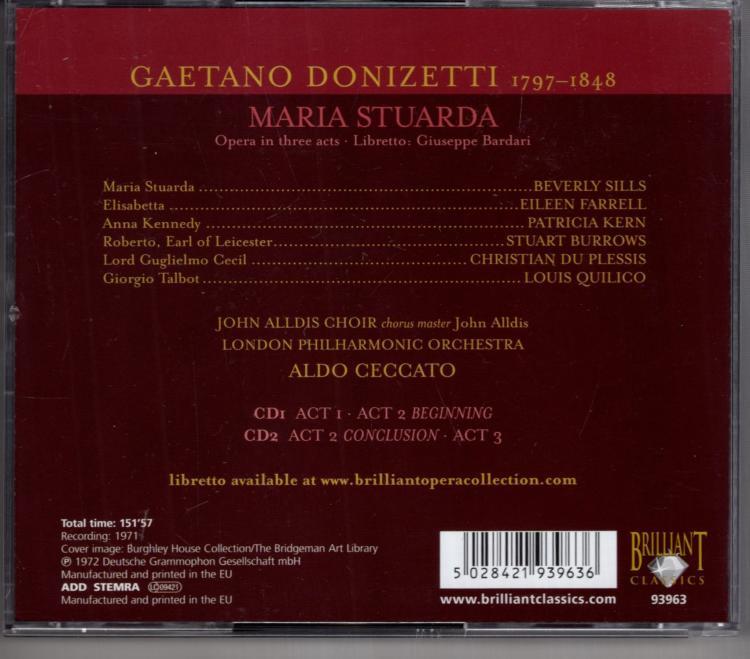 GAETANO DONIZETTI 1797–1848
MARIA STUARDA
Opera in three acts · Libretto: Giuseppe Bardari
Maria Stuarda ........ BEVERLY SILLS
Elisabetta ........ EILEEN FARRELL
Anna Kennedy ........ PATRICIA KERN
Roberto, Earl of Leicester ........ STUART BURROWS
Lord Guglielmo Cecil ........ CHRISTIAN DU PLESSIS
Giorgio Talbot ........ LOUIS QUILICO
JOHN ALLDIS CHOIR chorus master John Alldis
LONDON PHILHARMONIC ORCHESTRA
ALDO CECCATO
CD1 ACT 1 · ACT 2 BEGINNING
CD2 ACT 2 CONCLUSION · ACT 3
libretto available at www.brilliantoperacollection.com
Total time: 151'57
Recording: 1971
Cover image: Burghley House Collection/The Bridgeman Art Library
℗ 1972 Deutsche Grammophon Gesellschaft mbH
Manufactured and printed in the EU
Manufactured and printed in the EU
ADD STEMRA LC09421
5 028421 939636
www.brilliantclassics.com
BRILLIANT
CLASSICS
93963